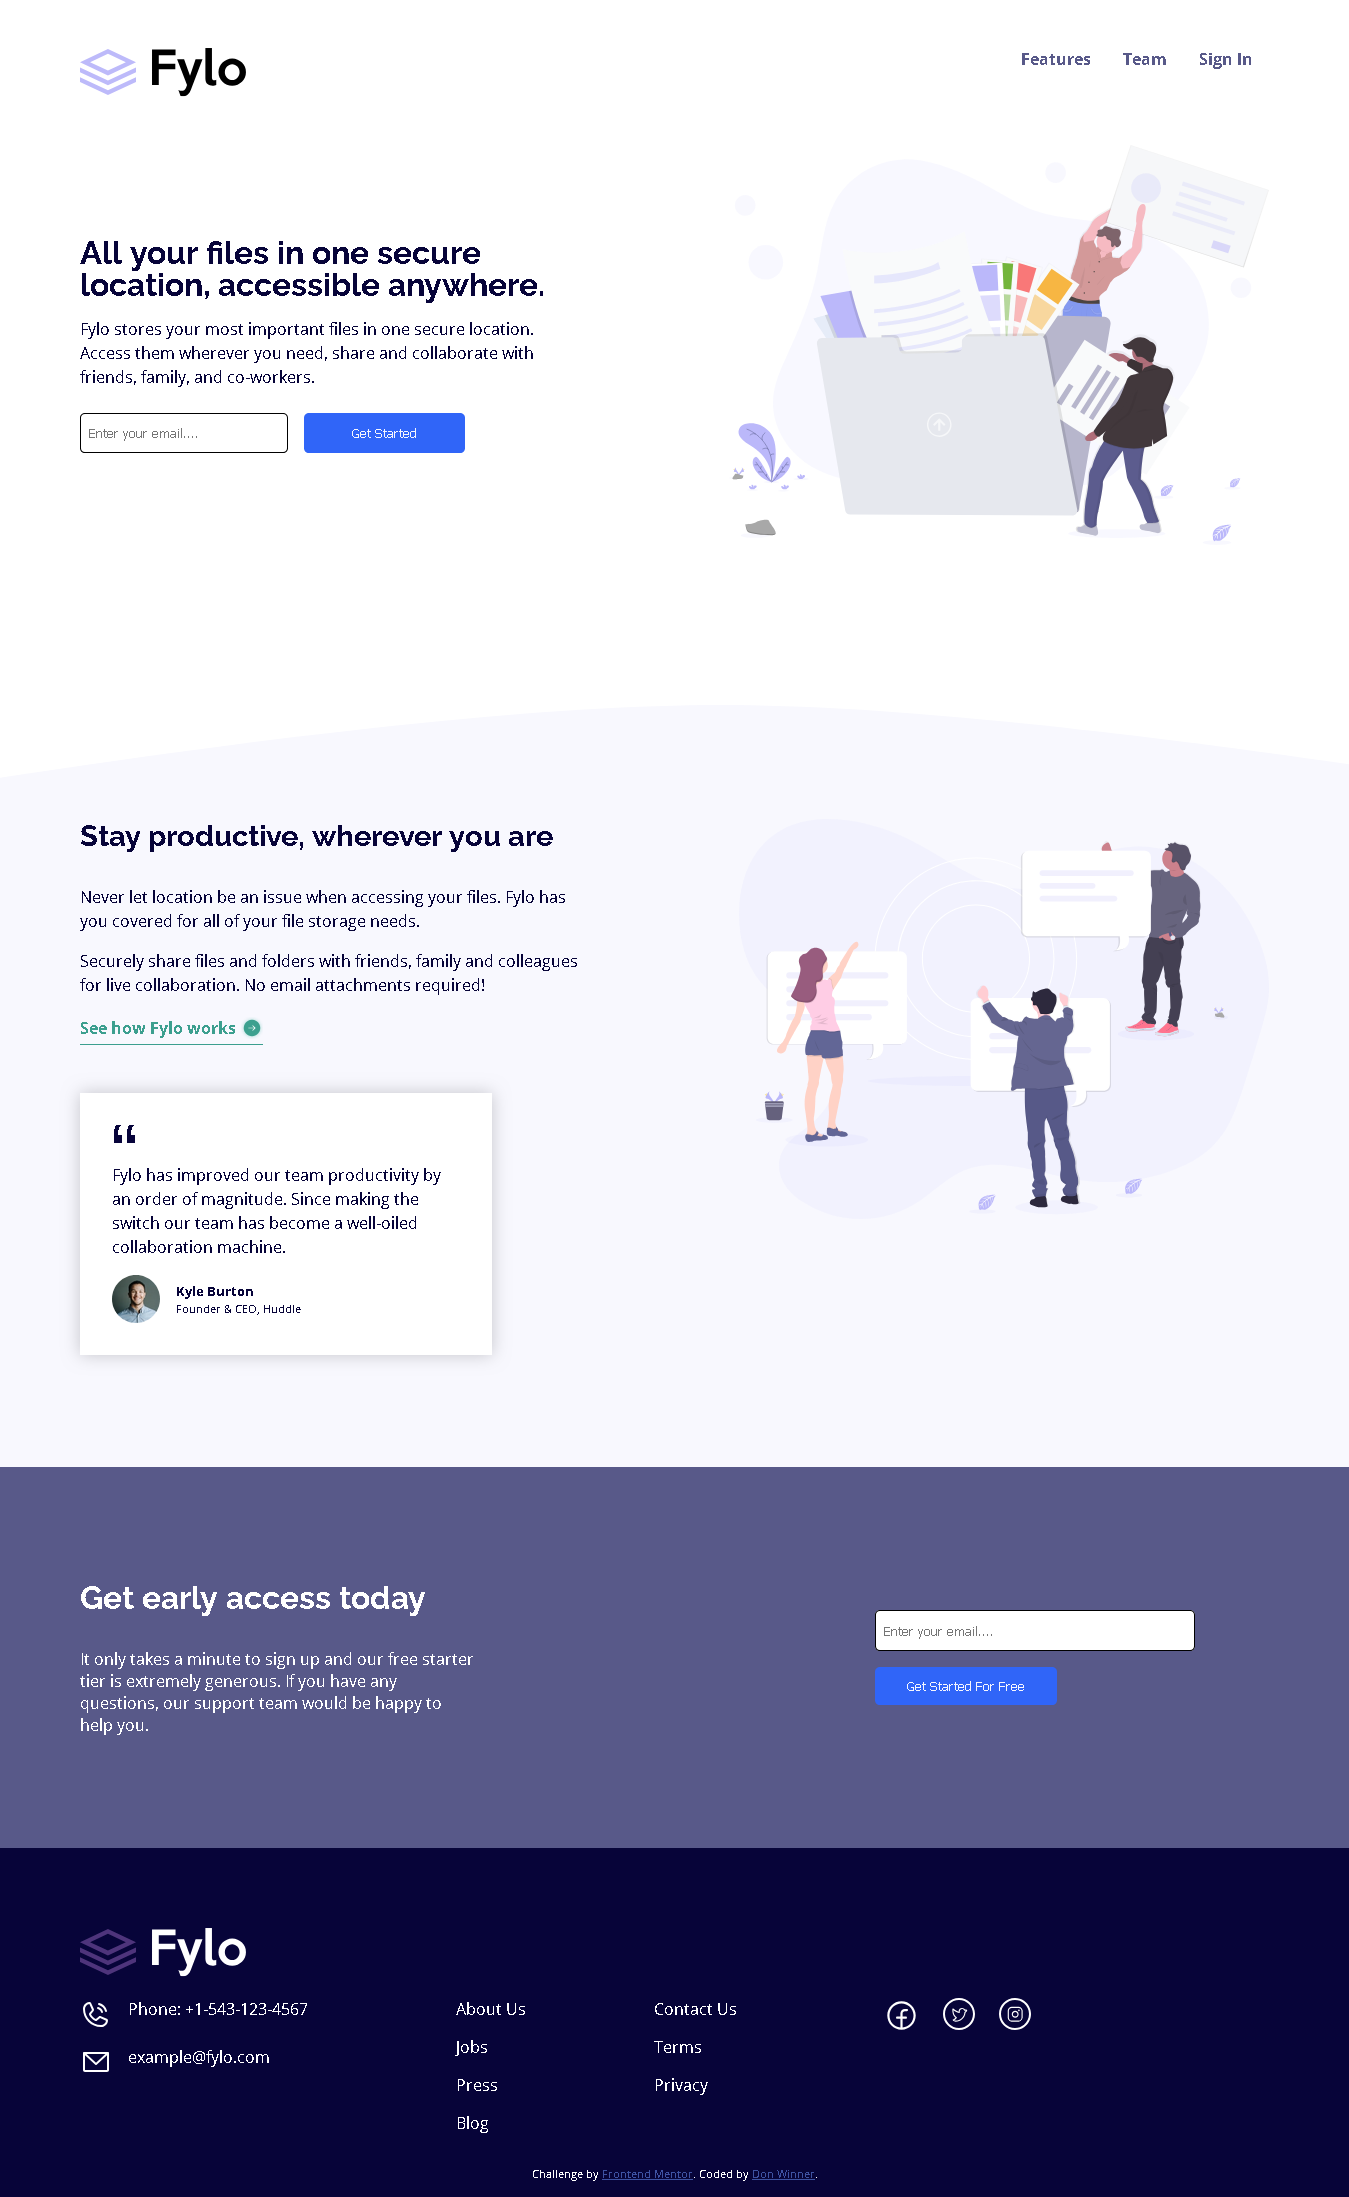 Fylo
Features
Team
Sign In
All your files in one secure
location, accessible anywhere.
Fylo stores your most important files in one secure location.
Access them wherever you need, share and collaborate with
friends, family, and co-workers.
Enter your email....
Get Started
Stay productive, wherever you are
Never let location be an issue when accessing your files. Fylo has
you covered for all of your file storage needs.
Securely share files and folders with friends, family and colleagues
for live collaboration. No email attachments required!
See how Fylo works
“
Fylo has improved our team productivity by
an order of magnitude. Since making the
switch our team has become a well-oiled
collaboration machine.
Kyle Burton
Founder & CEO, Huddle
Get early access today
It only takes a minute to sign up and our free starter
tier is extremely generous. If you have any
questions, our support team would be happy to
help you.
Enter your email....
Get Started For Free
Fylo
Phone: +1-543-123-4567
example@fylo.com
About Us
Jobs
Press
Blog
Contact Us
Terms
Privacy
Challenge by Frontend Mentor. Coded by Don Winner.